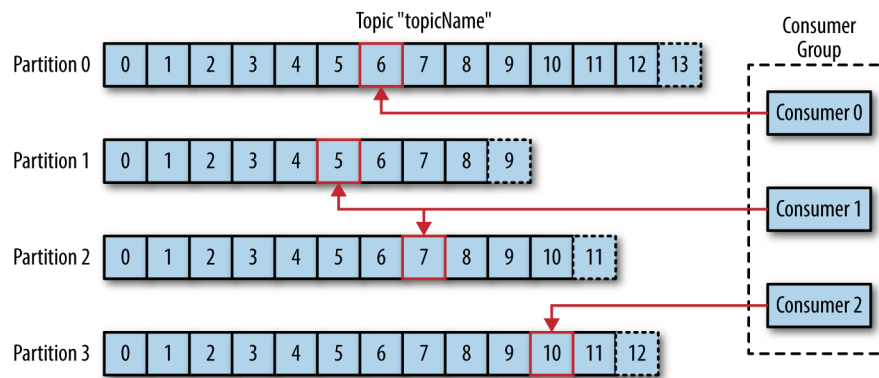 Topic "topicName"
Consumer
Group
Partition 0 0 1 2 3 4 5 6 7 8 9 10 11 12 13
Consumer 0
Partition 1 0 1 2 3 4 5 6 7 8 9
Consumer 1
Partition 2 0 1 2 3 4 5 6 7 8 9 10 11
Consumer 2
Partition 3 0 1 2 3 4 5 6 7 8 9 10 11 12